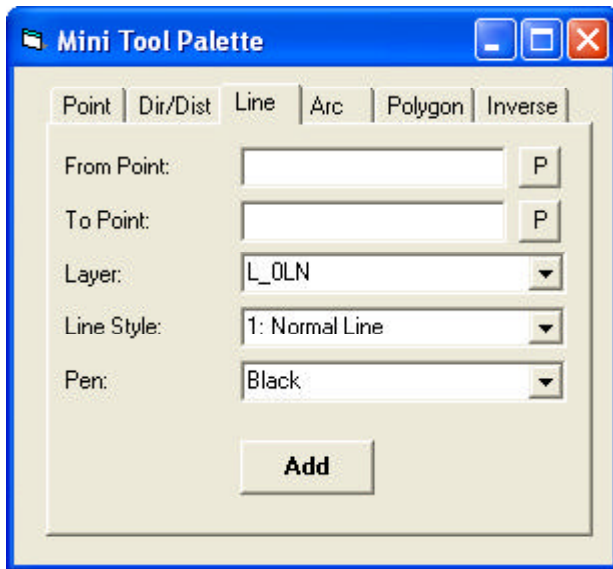 Mini Tool Palette
Point Dir/Dist Line Arc Polygon Inverse
From Point: P
To Point: P
Layer: L_0LN
Line Style: 1: Normal Line
Pen: Black
Add